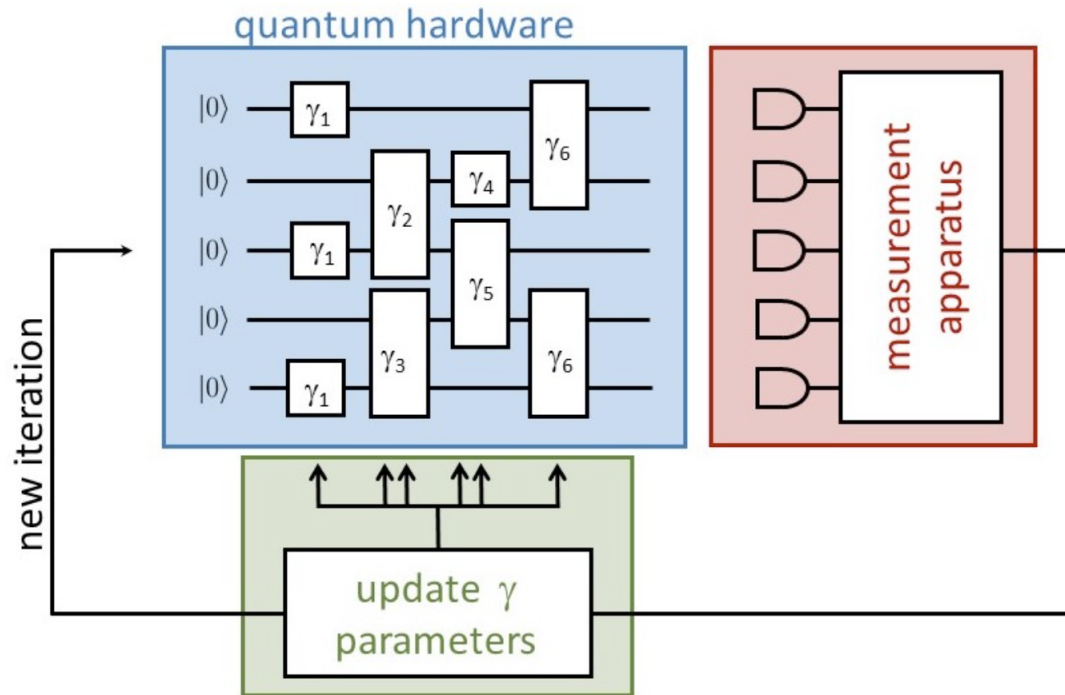 quantum hardware
|0⟩
γ₁
γ₆
|0⟩
γ₂
γ₄
|0⟩
γ₁
γ₅
|0⟩
γ₃
γ₆
|0⟩
γ₁
measurement
apparatus
new iteration
update γ
parameters